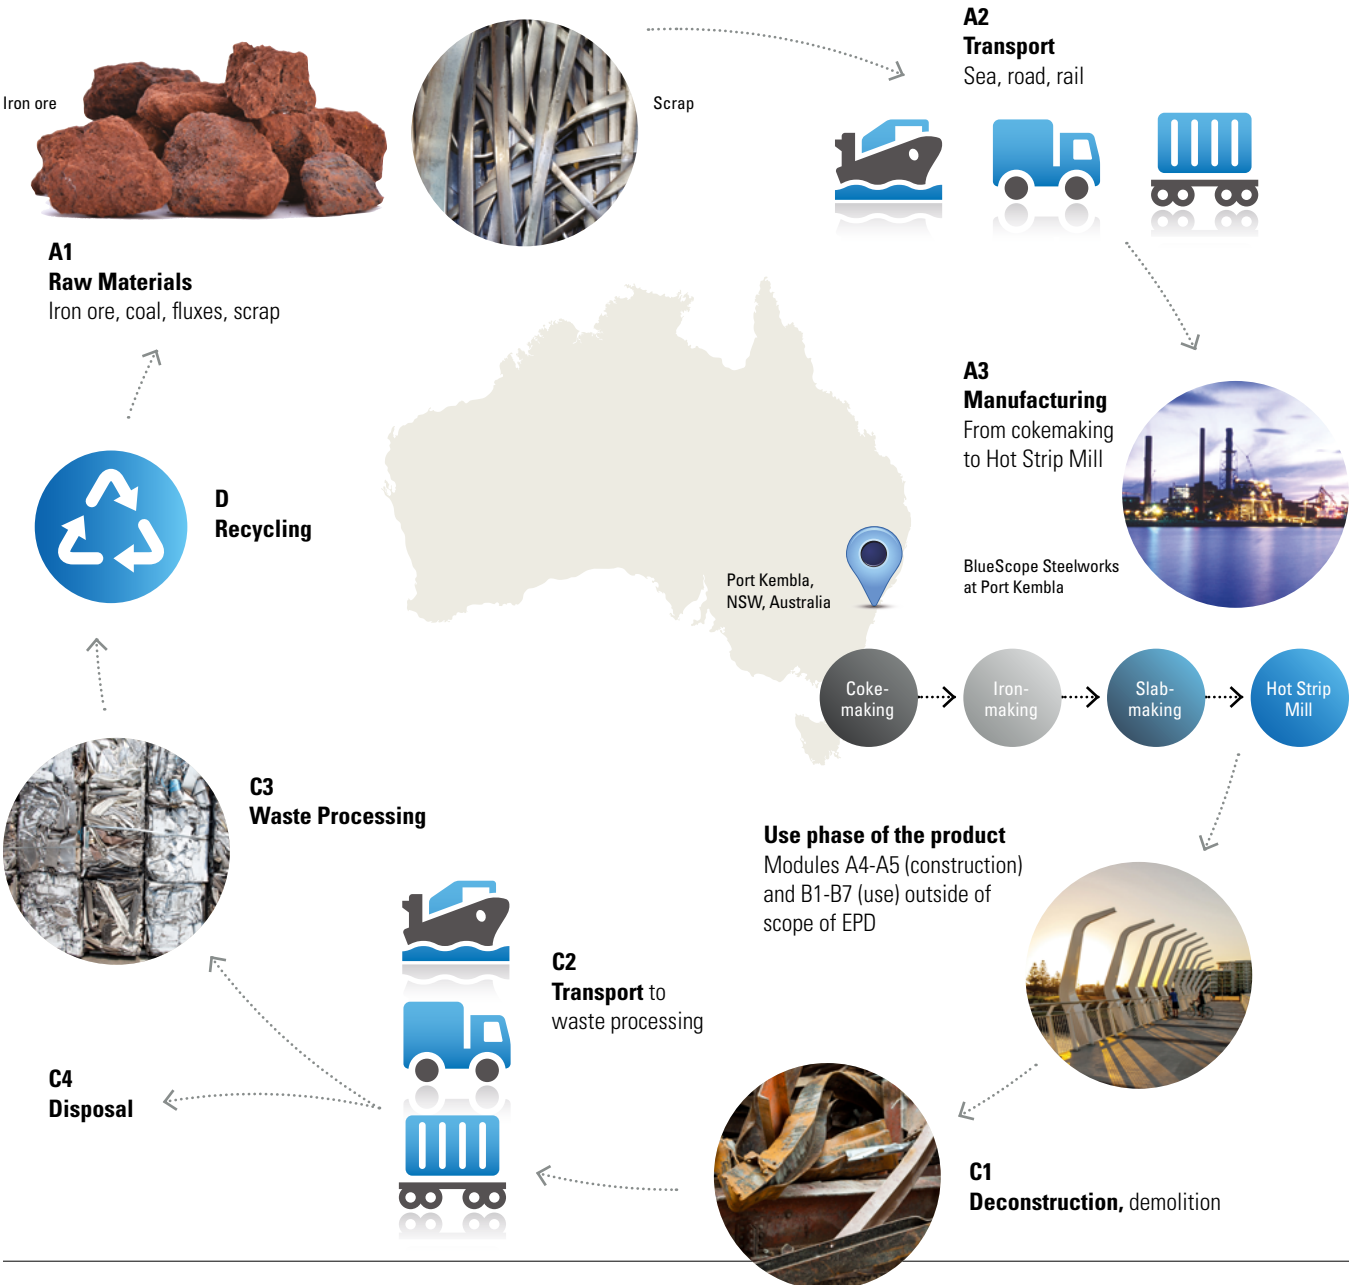 Iron ore
Scrap
A2
Transport
Sea, road, rail
A1
Raw Materials
Iron ore, coal, fluxes, scrap
A3
Manufacturing
From cokemaking
to Hot Strip Mill
D
Recycling
Port Kembla,
NSW, Australia
BlueScope Steelworks
at Port Kembla
Coke-
making
Iron-
making
Slab-
making
Hot Strip
Mill
C3
Waste Processing
Use phase of the product
Modules A4-A5 (construction)
and B1-B7 (use) outside of
scope of EPD
C2
Transport to
waste processing
C4
Disposal
C1
Deconstruction, demolition